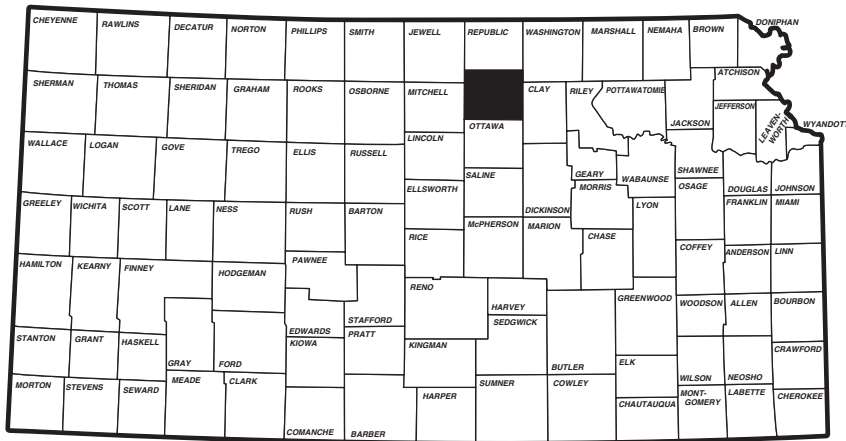 CHEYENNE RAWLINS DECATUR NORTON PHILLIPS SMITH JEWELL REPUBLIC WASHINGTON MARSHALL NEMAHA BROWN DONIPHAN
SHERMAN THOMAS SHERIDAN GRAHAM ROOKS OSBORNE MITCHELL CLAY RILEY POTTAWATOMIE ATCHISON
JACKSON JEFFERSON LEAVEN-
WORTH WYANDOTT
WALLACE LOGAN GOVE TREGO ELLIS RUSSELL LINCOLN OTTAWA
GEARY WABAUNSE SHAWNEE
ELLSWORTH SALINE DICKINSON MORRIS OSAGE DOUGLAS JOHNSON
GREELEY WICHITA SCOTT LANE NESS RUSH BARTON LYON FRANKLIN MIAMI
RICE McPHERSON MARION CHASE COFFEY ANDERSON LINN
HAMILTON KEARNY FINNEY HODGEMAN PAWNEE RENO HARVEY GREENWOOD WOODSON ALLEN BOURBON
STAFFORD
EDWARDS PRATT SEDGWICK
STANTON GRANT HASKELL GRAY FORD KIOWA KINGMAN BUTLER ELK WILSON NEOSHO CRAWFORD
MORTON STEVENS SEWARD MEADE CLARK COMANCHE BARBER HARPER SUMNER COWLEY CHAUTAUQUA MONT-
GOMERY LABETTE CHEROKEE